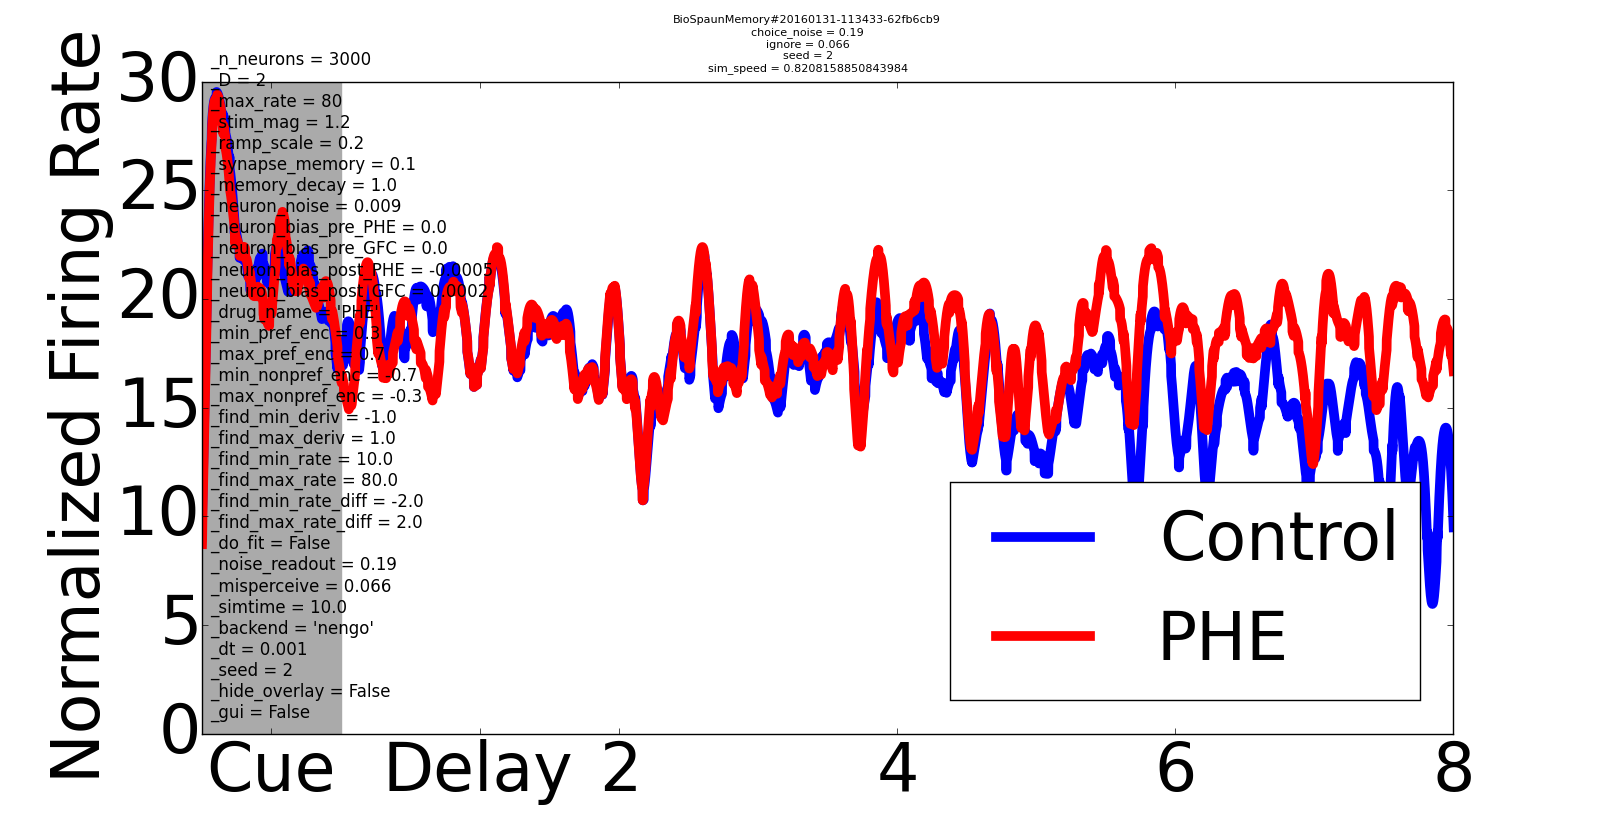 BioSpaunMemory#20160131-113433-62fb6cb9
choice_noise = 0.19
ignore = 0.066
seed = 2
sim_speed = 0.8208158850843984
Normalized Firing Rate
30
25
20
15
10
5
0
_n_neurons = 3000
_D = 2
_max_rate = 80
_stim_mag = 1.2
_ramp_scale = 0.2
_synapse_memory = 0.1
_memory_decay = 1.0
_neuron_noise = 0.009
_neuron_bias_pre_PHE = 0.0
_neuron_bias_pre_GFC = 0.0
_neuron_bias_post_PHE = -0.0005
_neuron_bias_post_GFC = 0.0002
_drug_name = 'PHE'
_min_pref_enc = 0.3
_max_pref_enc = 0.7
_min_nonpref_enc = -0.7
_max_nonpref_enc = -0.3
_find_min_deriv = -1.0
_find_max_deriv = 1.0
_find_min_rate = 10.0
_find_max_rate = 80.0
_find_min_rate_diff = -2.0
_find_max_rate_diff = 2.0
_do_fit = False
_noise_readout = 0.19
_misperceive = 0.066
_simtime = 10.0
_backend = 'nengo'
_dt = 0.001
_seed = 2
_hide_overlay = False
_gui = False
Control
PHE
Cue Delay 2 4 6 8